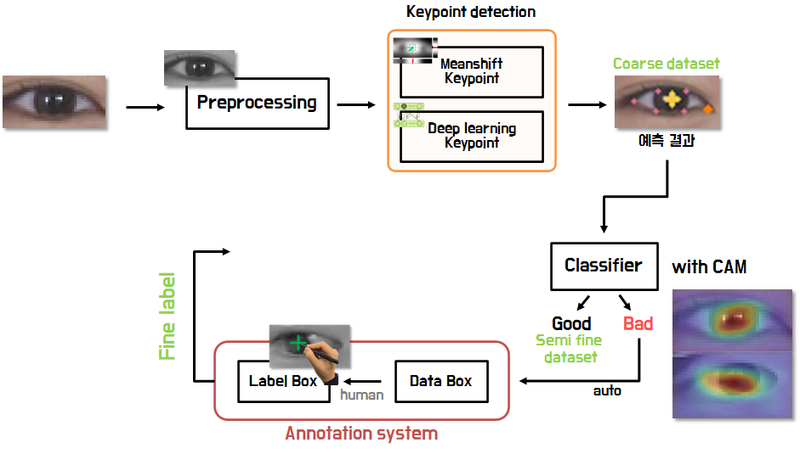 Keypoint detection
Preprocessing
Meanshift
Keypoint
Deep learning
Keypoint
Coarse dataset
예측 결과
Classifier
with CAM
Good
Bad
Semi fine
dataset
auto
Fine label
Label Box
human
Data Box
Annotation system